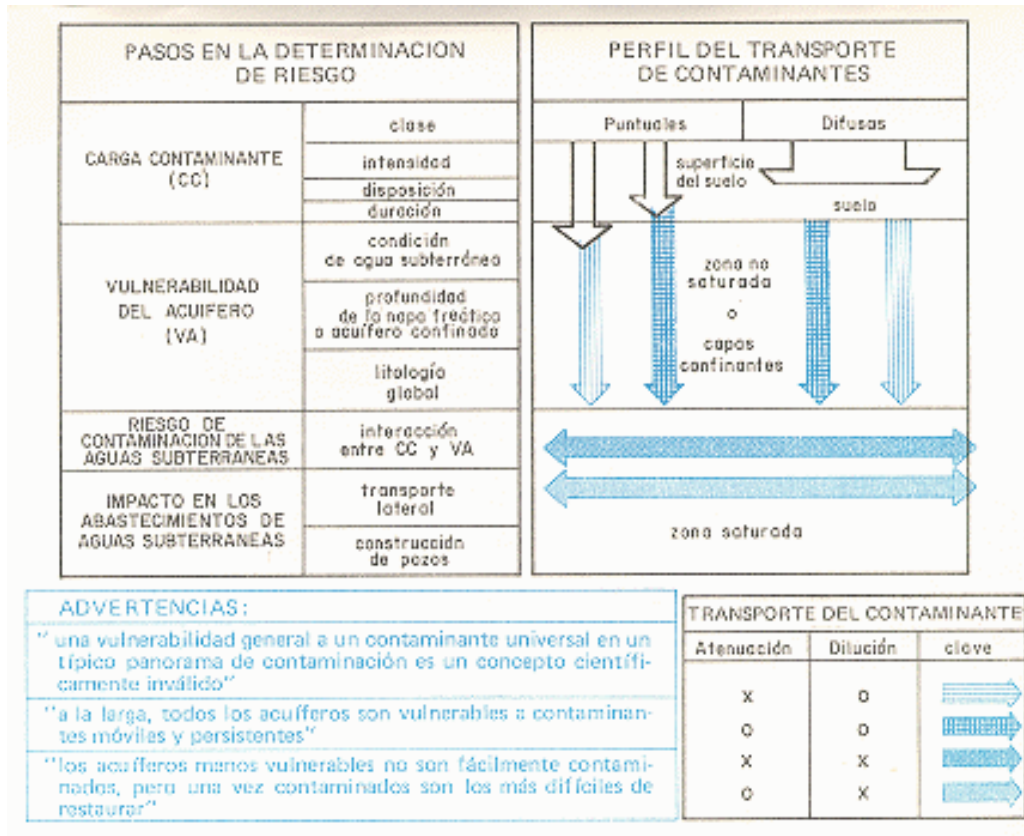 PASOS EN LA DETERMINACION
DE RIESGO
CARGA CONTAMINANTE
(CC)
clase
intensidad
disposición
duración
VULNERABILIDAD
DEL ACUIFERO
(VA)
condición
de agua subterránea
profundidad
de la napa freática
o acuífero confinado
litología
global
RIESGO DE
CONTAMINACION DE LAS
AGUAS SUBTERRANEAS
interacción
entre CC y VA
IMPACTO EN LOS
ABASTECIMIENTOS DE
AGUAS SUBTERRANEAS
transporte
lateral
construcción
de pozos
PERFIL DEL TRANSPORTE
DE CONTAMINANTES
Puntuales
Difusas
superficie
del suelo
suelo
zona no
saturada
o
capas
confinantes
zona saturada
ADVERTENCIAS:
" una vulnerabilidad general a un contaminante universal en un
típico panorama de contaminación es un concepto científi-
camente inválido"
"a la larga, todos los acuíferos son vulnerables a contaminan-
tes móviles y persistentes"
"los acuíferos menos vulnerables no son fácilmente contami-
nados, pero una vez contaminados son los más difíciles de
restaurar"
TRANSPORTE DEL CONTAMINANTE
Atenuación Dilución clave
x o
o o
x x
o x